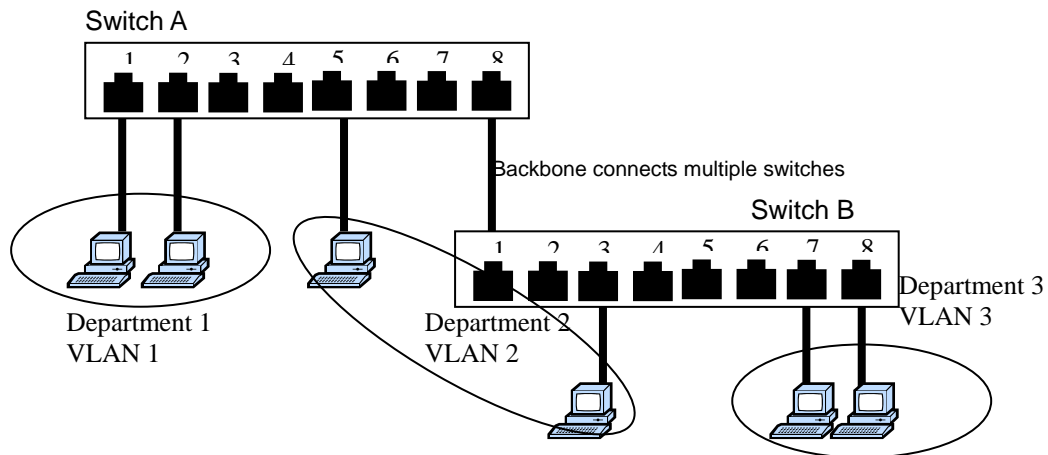 Switch A
1 2 3 4 5 6 7 8
Backbone connects multiple switches
Switch B
1 2 3 4 5 6 7 8
Department 1
VLAN 1
Department 2
VLAN 2
Department 3
VLAN 3